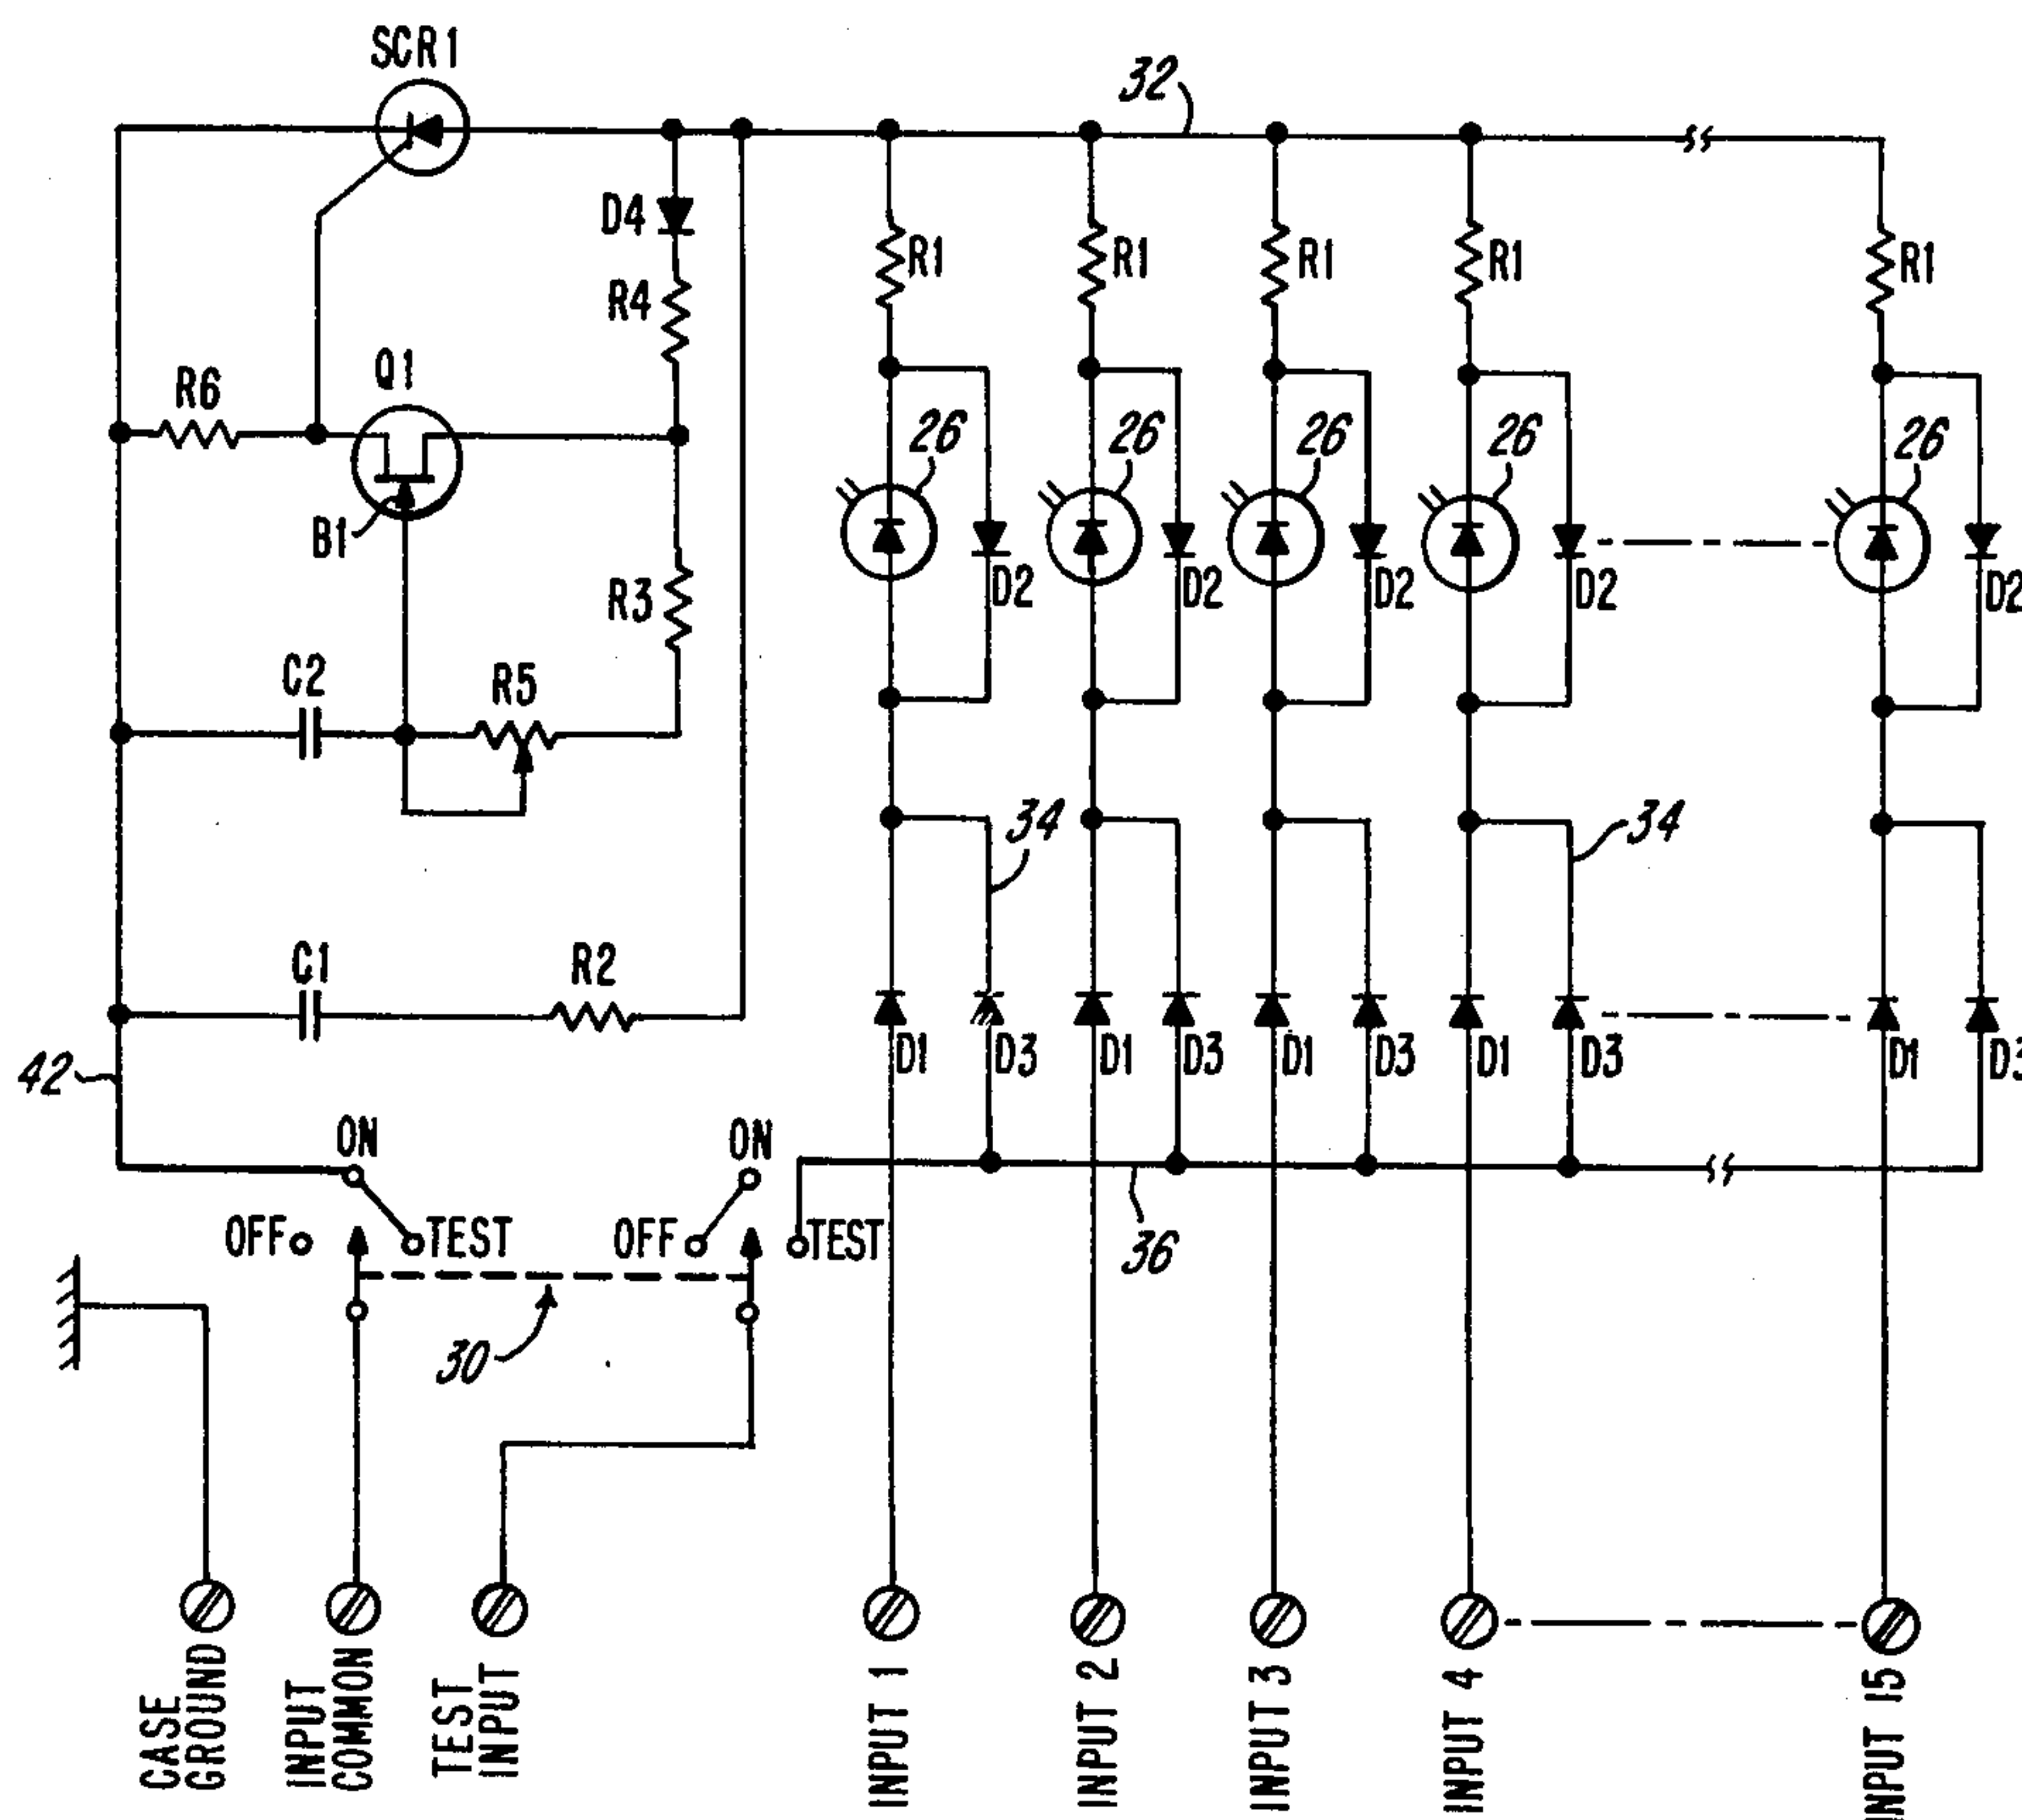 SCR1
32
D4
R1 R1 R1 R1 R1
R4
Q1
R6
26 26 26 26 26
B1
D2 D2 D2 D2 D2
R3
C2
R5
34 34
C1
R2
D1 D3 D1 D3 D1 D3 D1 D3 D1 D3
42
ON ON
OFF TEST OFF TEST
36
30
CASE
GROUND
INPUT
COMMON
TEST
INPUT
INPUT 1
INPUT 2
INPUT 3
INPUT 4
INPUT 15